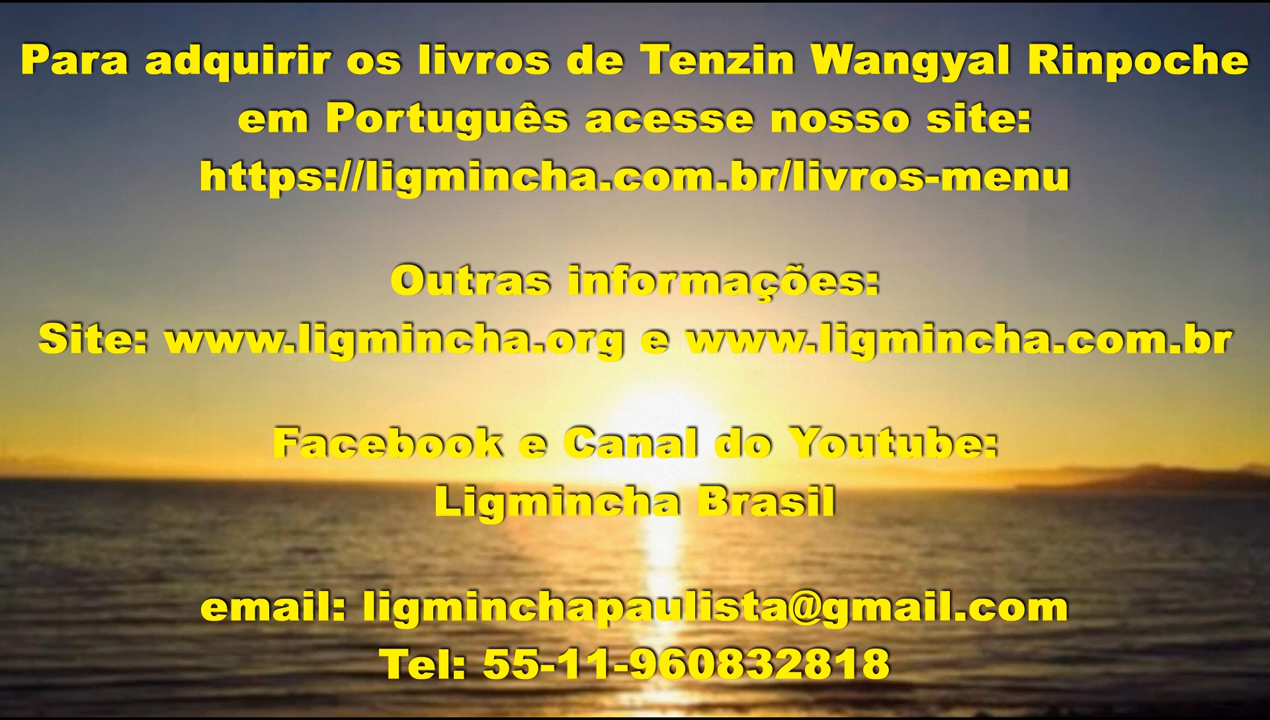 Para adquirir os livros de Tenzin Wangyal Rinpoche
em Português acesse nosso site:
https://ligmincha.com.br/livros-menu
Outras informações:
Site: www.ligmincha.org e www.ligmincha.com.br
Facebook e Canal do Youtube:
Ligmincha Brasil
email: ligminchapaulista@gmail.com
Tel: 55-11-960832818